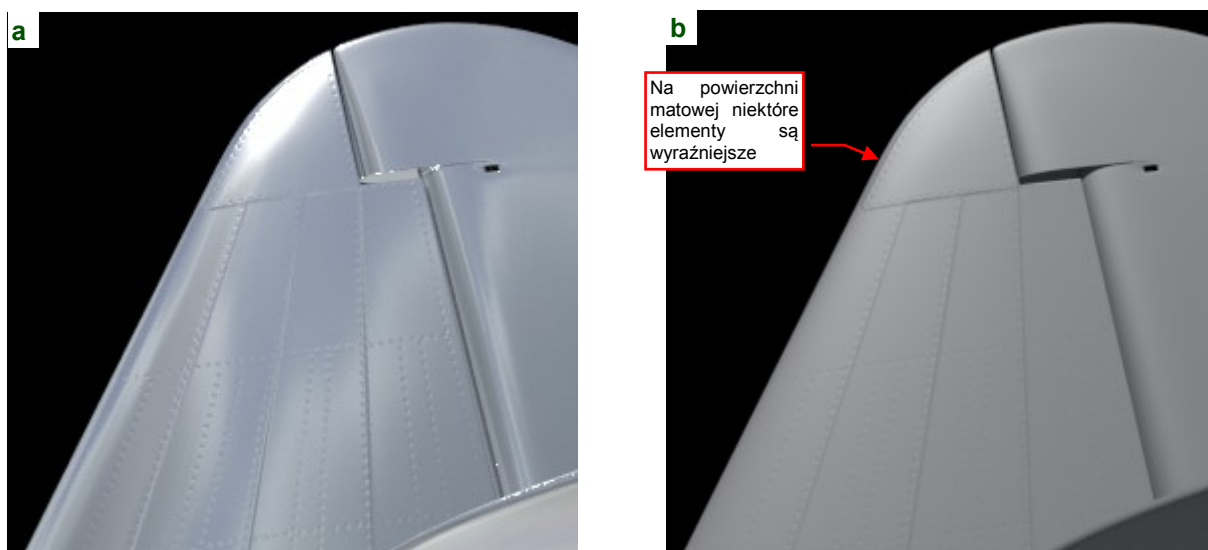 a
b
Na powierzchni
matowej niektóre
elementy są
wyraźniejsze